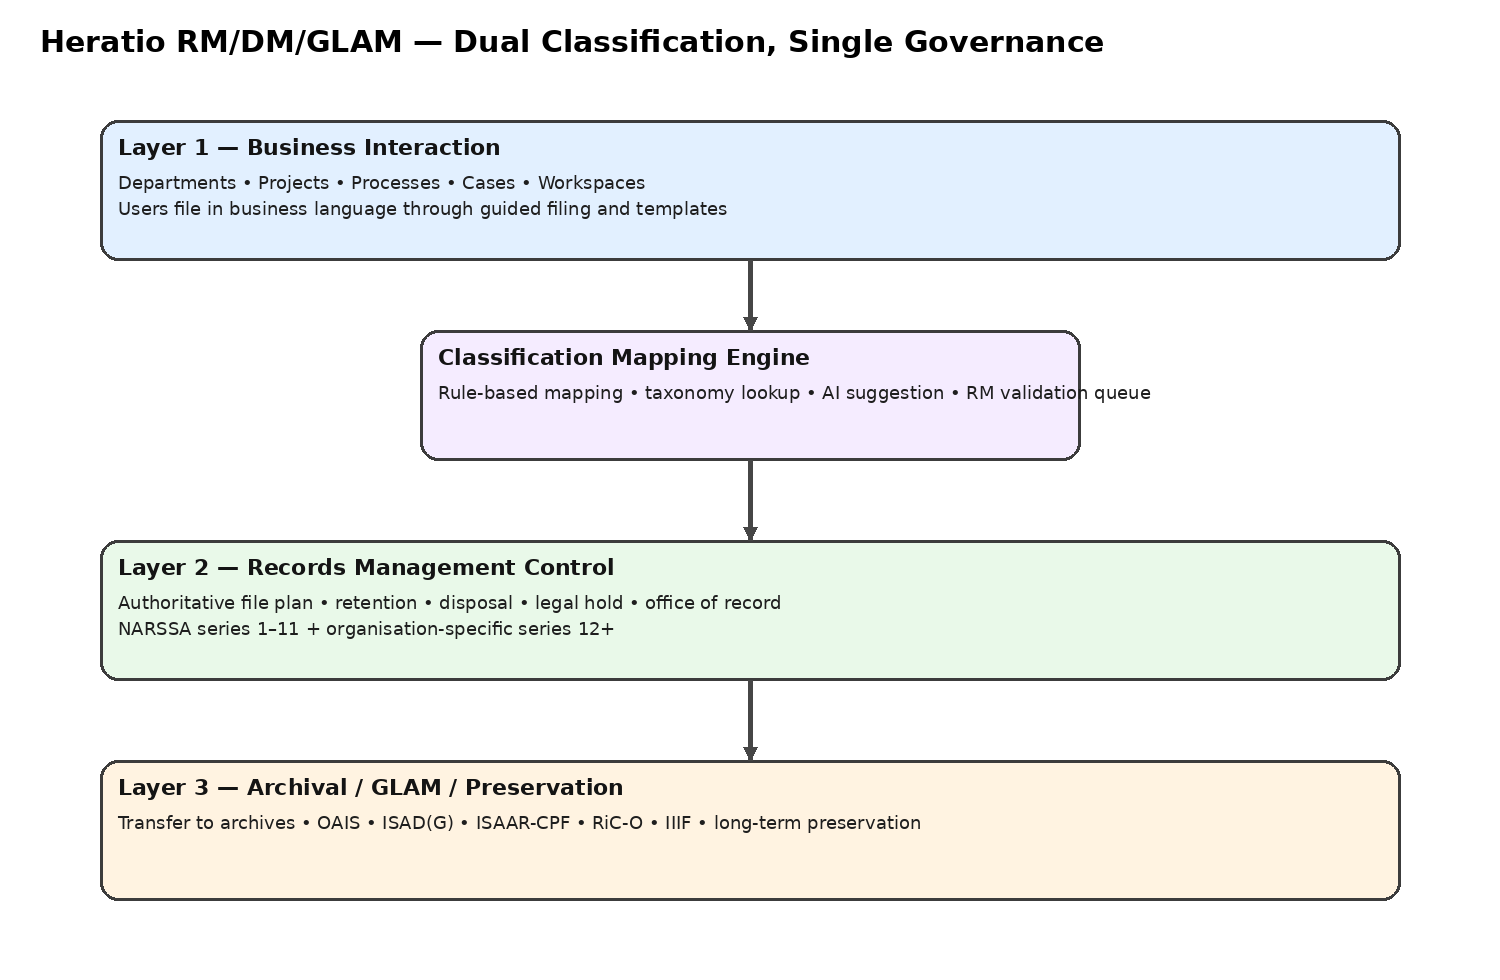 Heratio RM/DM/GLAM — Dual Classification, Single Governance
Layer 1 — Business Interaction
Departments • Projects • Processes • Cases • Workspaces
Users file in business language through guided filing and templates
Classification Mapping Engine
Rule-based mapping • taxonomy lookup • AI suggestion • RM validation queue
Layer 2 — Records Management Control
Authoritative file plan • retention • disposal • legal hold • office of record
NARSSA series 1–11 + organisation-specific series 12+
Layer 3 — Archival / GLAM / Preservation
Transfer to archives • OAIS • ISAD(G) • ISAAR-CPF • RiC-O • IIIF • long-term preservation